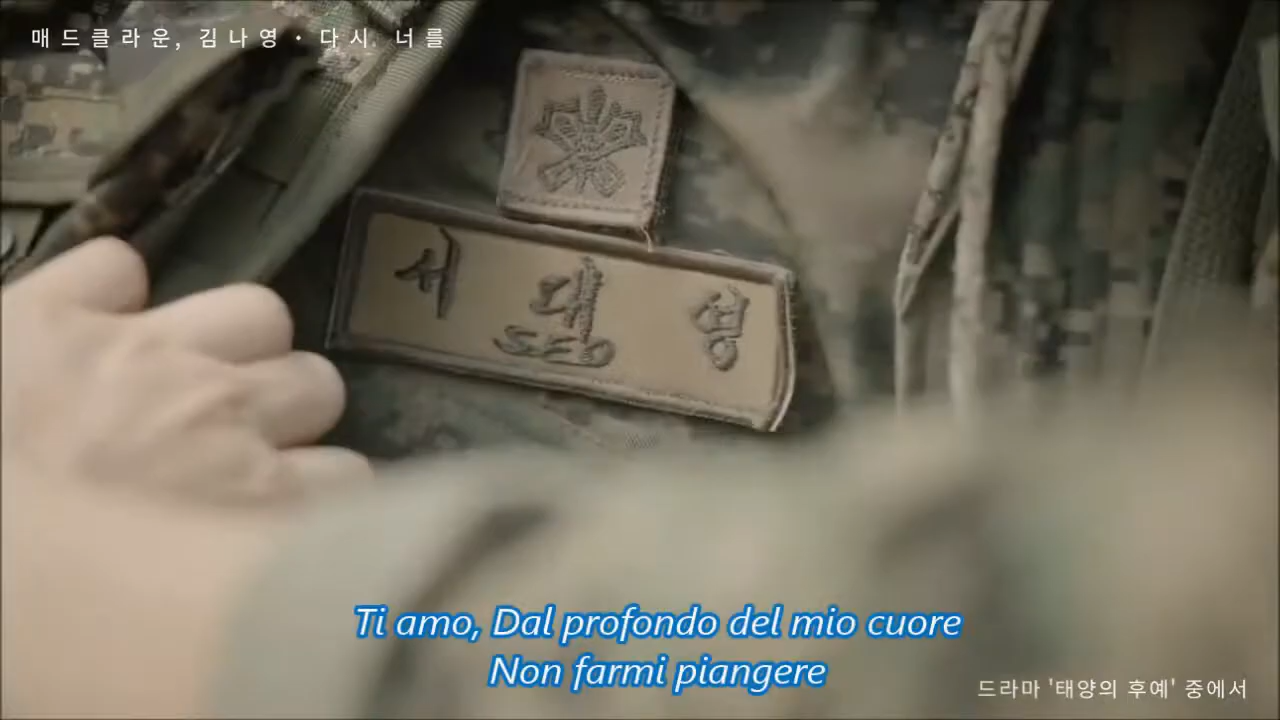 매드클라운, 김나영 · 다시 너를
서대영
SEO
Ti amo, Dal profondo del mio cuore
Non farmi piangere
드라마 '태양의 후예' 중에서